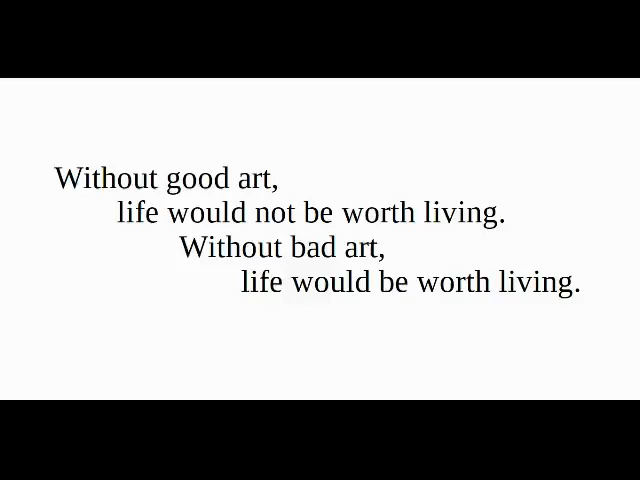 Without good art,
life would not be worth living.
Without bad art,
life would be worth living.